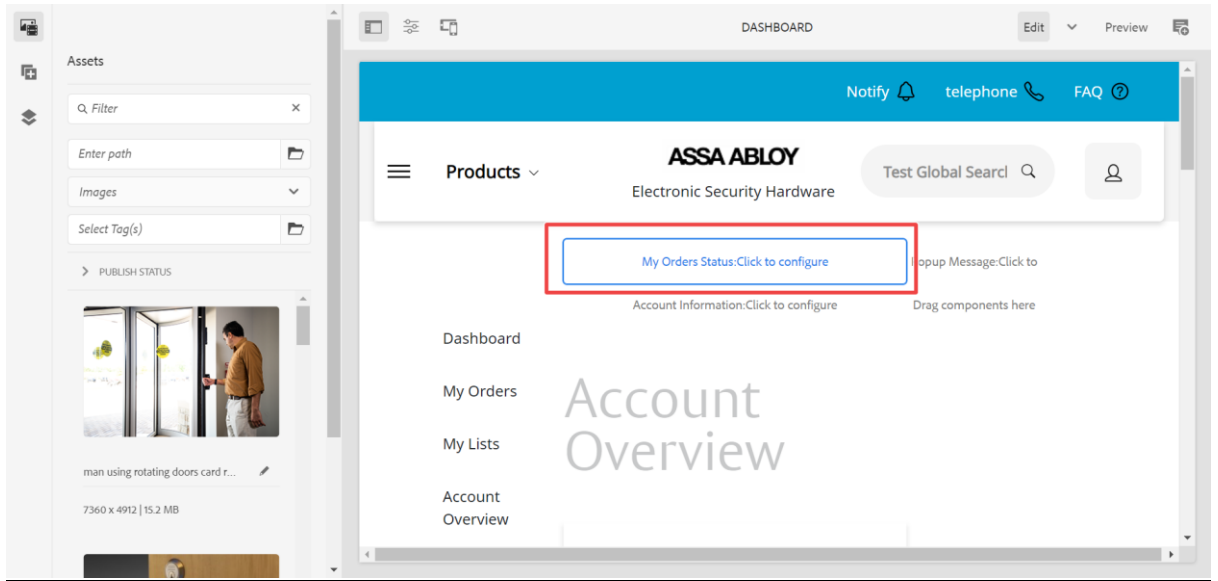 DASHBOARD
Edit
Preview
Assets
Filter
Enter path
Images
Select Tag(s)
PUBLISH STATUS
man using rotating doors card r...
7360 x 4912 | 15.2 MB
Notify
telephone
FAQ
Products
ASSA ABLOY
Electronic Security Hardware
Test Global Searcl
My Orders Status:Click to configure
opup Message:Click to
Account Information:Click to configure
Drag components here
Dashboard
My Orders
My Lists
Account
Overview
Account
Overview